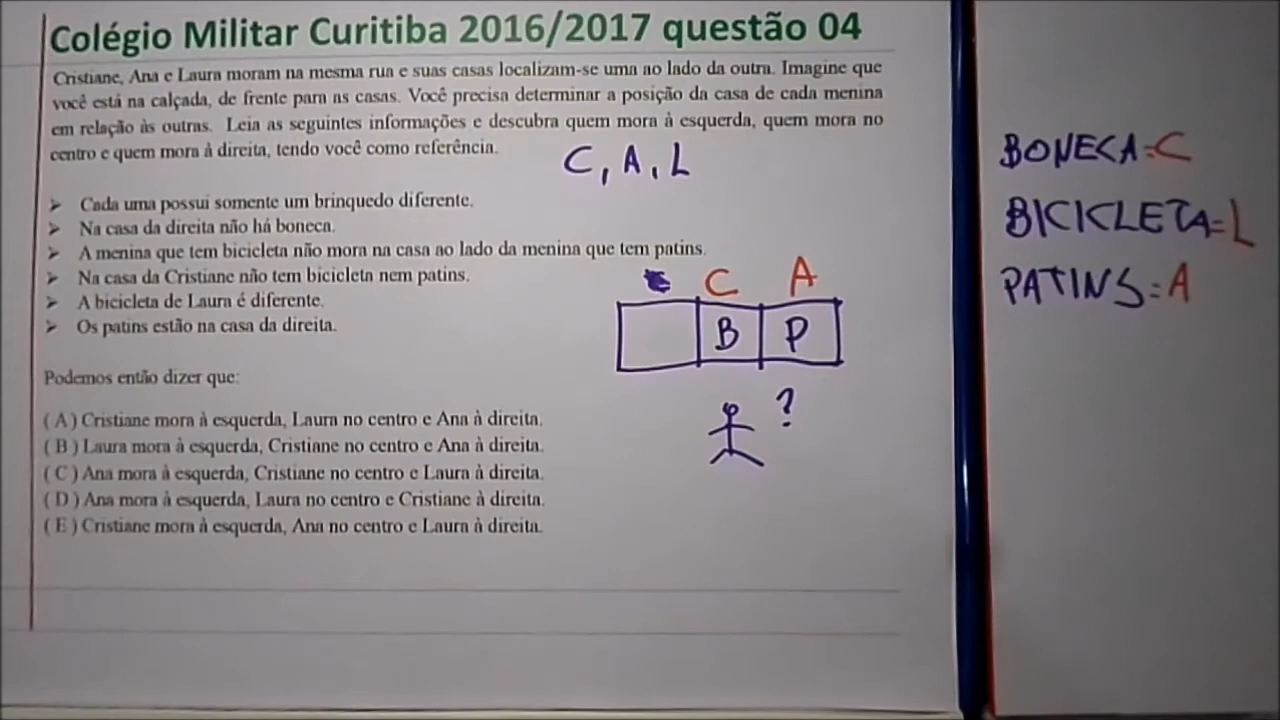 Colégio Militar Curitiba 2016/2017 questão 04
Cristiane, Ana e Laura moram na mesma rua e suas casas localizam-se uma ao lado da outra. Imagine que
você está na calçada, de frente para as casas. Você precisa determinar a posição da casa de cada menina
em relação às outras. Leia as seguintes informações e descubra quem mora à esquerda, quem mora no
centro e quem mora à direita, tendo você como referência.
C, A, L
➢ Cada uma possui somente um brinquedo diferente.
➢ Na casa da direita não há boneca.
➢ A menina que tem bicicleta não mora na casa ao lado da menina que tem patins.
➢ Na casa da Cristiane não tem bicicleta nem patins.
➢ A bicicleta de Laura é diferente.
➢ Os patins estão na casa da direita.
C A
B P
?
Podemos então dizer que:
( A ) Cristiane mora à esquerda, Laura no centro e Ana à direita.
( B ) Laura mora à esquerda, Cristiane no centro e Ana à direita.
( C ) Ana mora à esquerda, Cristiane no centro e Laura à direita.
( D ) Ana mora à esquerda, Laura no centro e Cristiane à direita.
( E ) Cristiane mora à esquerda, Ana no centro e Laura à direita.
BONECA=C
BICICLETA=L
PATINS=A